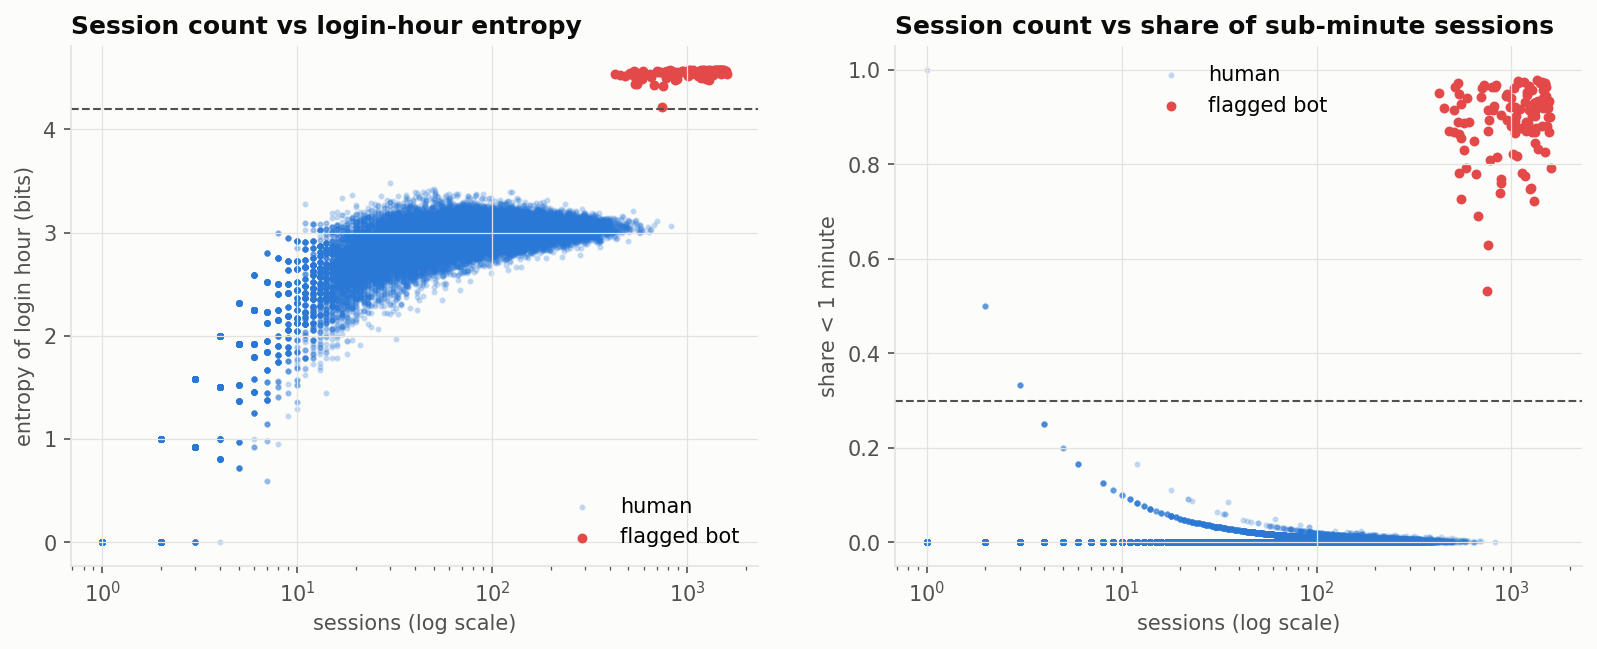 Session count vs login-hour entropy
entropy of login hour (bits)
4
3
2
1
0
10⁰
10¹
10²
10³
sessions (log scale)
human
flagged bot
Session count vs share of sub-minute sessions
share < 1 minute
1.0
0.8
0.6
0.4
0.2
0.0
10⁰
10¹
10²
10³
sessions (log scale)
human
flagged bot